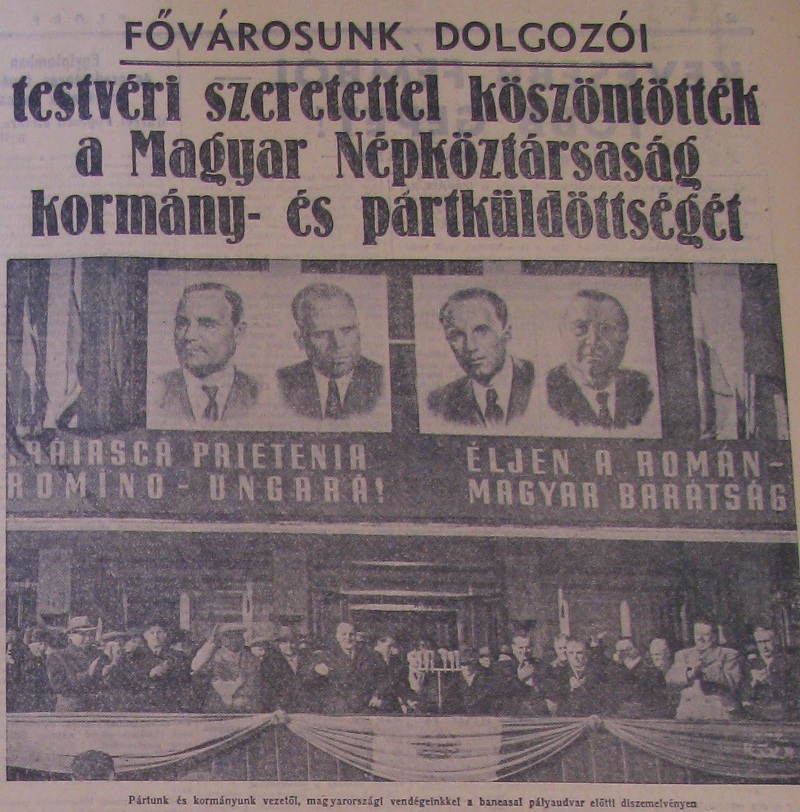 FŐVÁROSUNK DOLGOZÓI
testvéri szeretettel köszöntötték
a Magyar Népköztársaság
kormány- és pártküldöttségét
RĂIASCĂ PRIETENIA
ROMÎNO - UNGARĂ!
ÉLJEN A ROMÁN-
MAGYAR BARÁTSÁG
Pártunk és kormányunk vezetői, magyarországi vendégeinkkel a baneasai pályaudvar előtti díszemelvényen